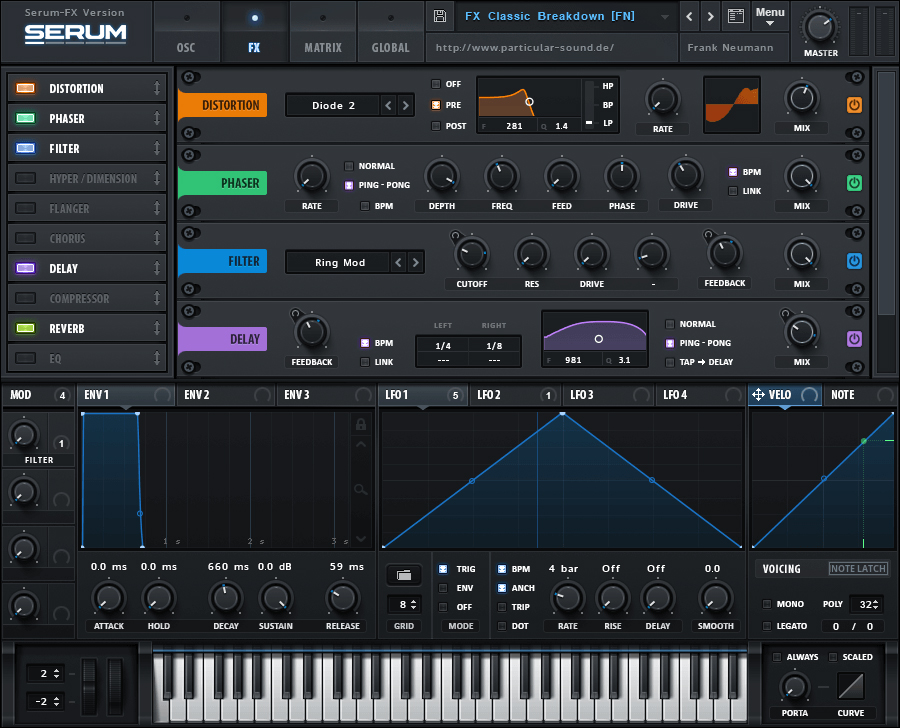 Serum-FX Version
SERUM
OSC
FX
MATRIX
GLOBAL
FX Classic Breakdown [FN]
http://www.particular-sound.de/
Frank Neumann
Menu
MASTER
DISTORTION
PHASER
FILTER
HYPER / DIMENSION
FLANGER
CHORUS
DELAY
COMPRESSOR
REVERB
EQ
DISTORTION
Diode 2
OFF
PRE
POST
HP
BP
LP
F 281 Q 1.4
RATE
MIX
PHASER
NORMAL
PING - PONG
BPM
RATE
DEPTH
FREQ
FEED
PHASE
DRIVE
BPM
LINK
MIX
FILTER
Ring Mod
CUTOFF
RES
DRIVE
-
FEEDBACK
MIX
DELAY
FEEDBACK
BPM
LINK
LEFT RIGHT
1/4 1/8
--- ---
F 981 Q 3.1
NORMAL
PING - PONG
TAP → DELAY
MIX
MOD 4
ENV 1
ENV 2
ENV 3
LFO 1 5
LFO 2 1
LFO 3
LFO 4
VELO
NOTE
1
FILTER
1 s 2 s 3 s
0.0 ms 0.0 ms 660 ms 0.0 dB 59 ms
ATTACK HOLD DECAY SUSTAIN RELEASE
8
GRID
TRIG
ENV
OFF
MODE
BPM
ANCH
TRIP
DOT
4 bar Off Off 0.0
RATE RISE DELAY SMOOTH
VOICING NOTE LATCH
MONO POLY 32
LEGATO 0 / 0
2
-2
ALWAYS SCALED
PORTA CURVE